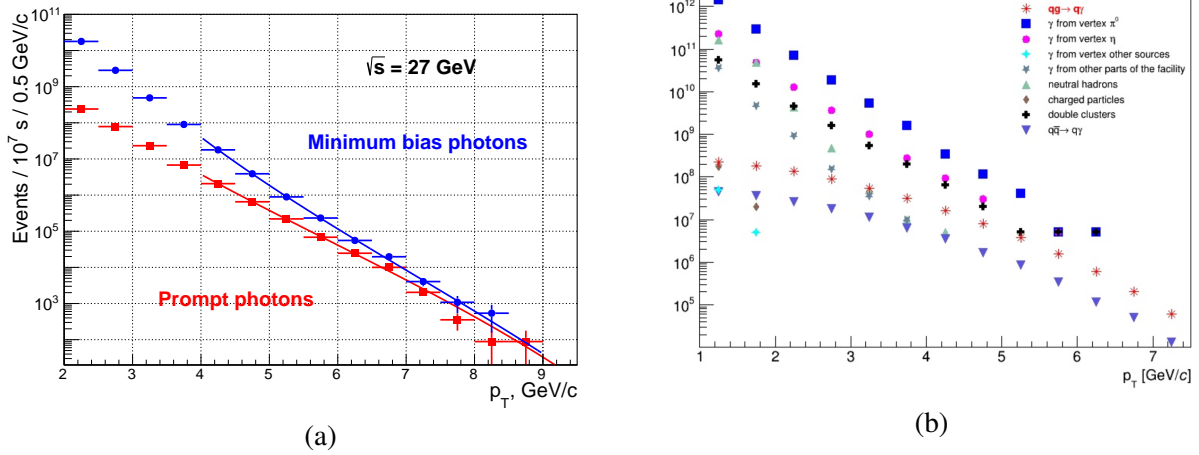 10^11
10^9
10^7
10^5
10^3
Events / 10^7 s / 0.5 GeV/c
√s = 27 GeV
Minimum bias photons
Prompt photons
2 3 4 5 6 7 8 9
p_T, GeV/c
(a)
10^12
10^11
10^10
10^9
10^8
10^7
10^6
10^5
qg→ qγ
γ from vertex π^0
γ from vertex η
γ from vertex other sources
γ from other parts of the facility
neutral hadrons
charged particles
double clusters
qq̄→ qγ
1 2 3 4 5 6 7
p_T [GeV/c]
(b)